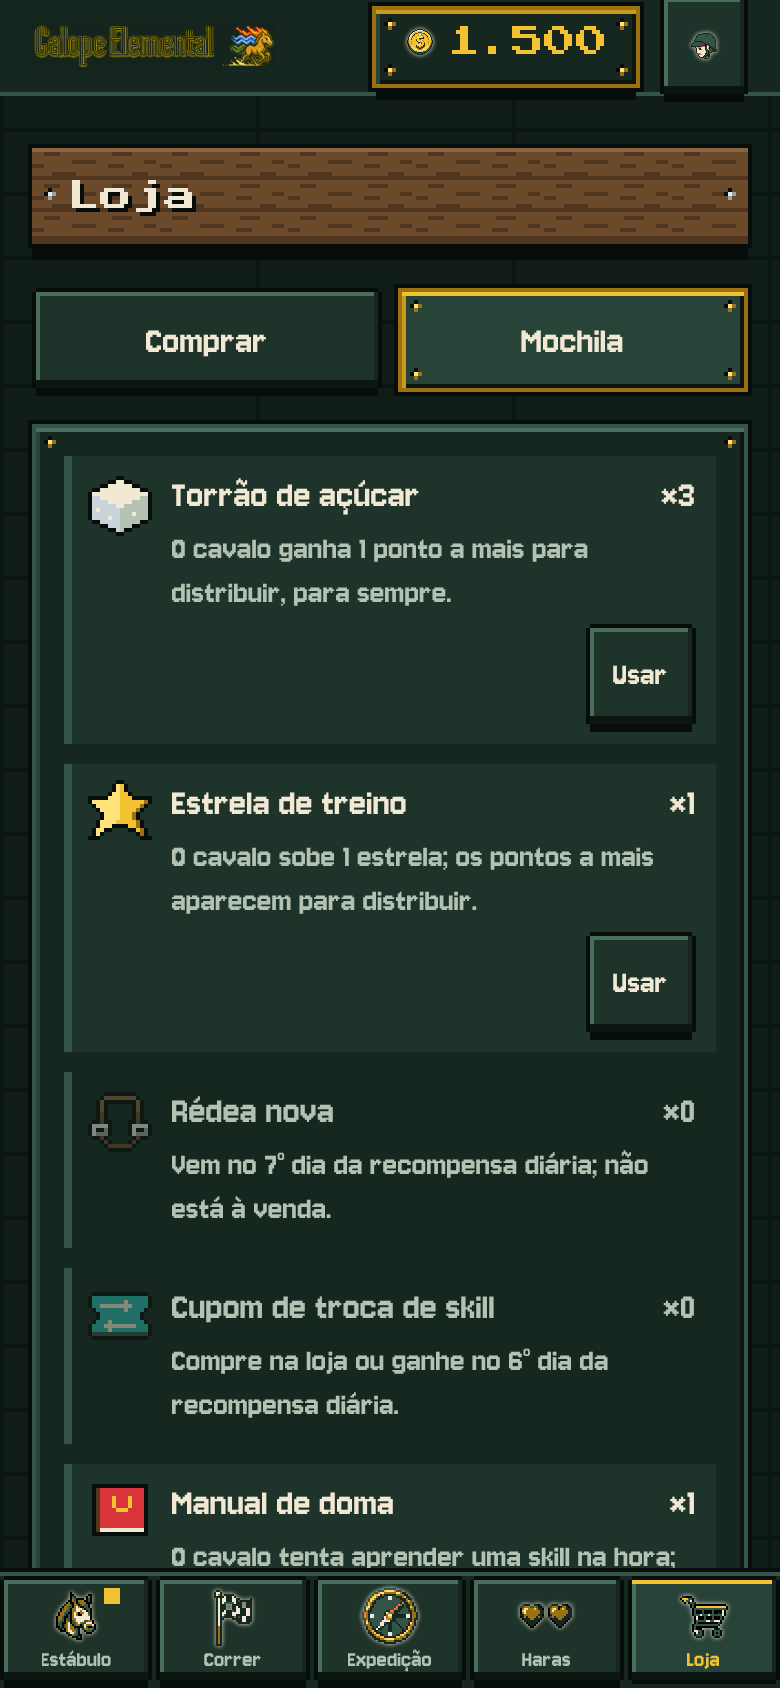 Galope Elemental
1.500
Loja
Comprar
Mochila
Torrão de açúcar
×3
O cavalo ganha 1 ponto a mais para
distribuir, para sempre.
Usar
Estrela de treino
×1
O cavalo sobe 1 estrela; os pontos a mais
aparecem para distribuir.
Usar
Rédea nova
×0
Vem no 7° dia da recompensa diária; não
está à venda.
Cupom de troca de skill
×0
Compre na loja ou ganhe no 6° dia da
recompensa diária.
Manual de doma
×1
O cavalo tenta aprender uma skill na hora;
Estábulo
Correr
Expedição
Haras
Loja